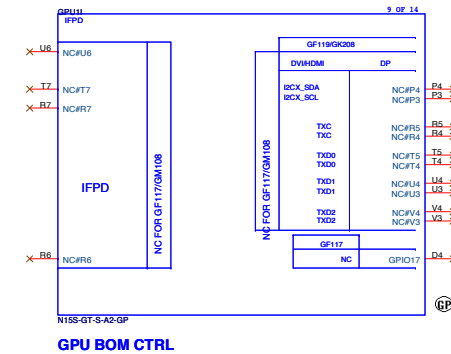 GPU1I 9 OF 14
IFPD
GF119/GK208
DVI/HDMI DP
U6 NC#U6
T7 NC#T7
R7 NC#R7
I2CX_SDA NC#P4 P4
I2CX_SCL NC#P3 P3
TXC NC#R5 R5
TXC NC#R4 R4
TXD0 NC#T5 T5
TXD0 NC#T4 T4
TXD1 NC#U4 U4
TXD1 NC#U3 U3
TXD2 NC#V4 V4
TXD2 NC#V3 V3
IFPD
NC FOR GF117/GM108
NC FOR GF117/GM108
GF117
NC GPIO17 D4
R6 NC#R6
GP
N15S-GT-S-A2-GP
GPU BOM CTRL